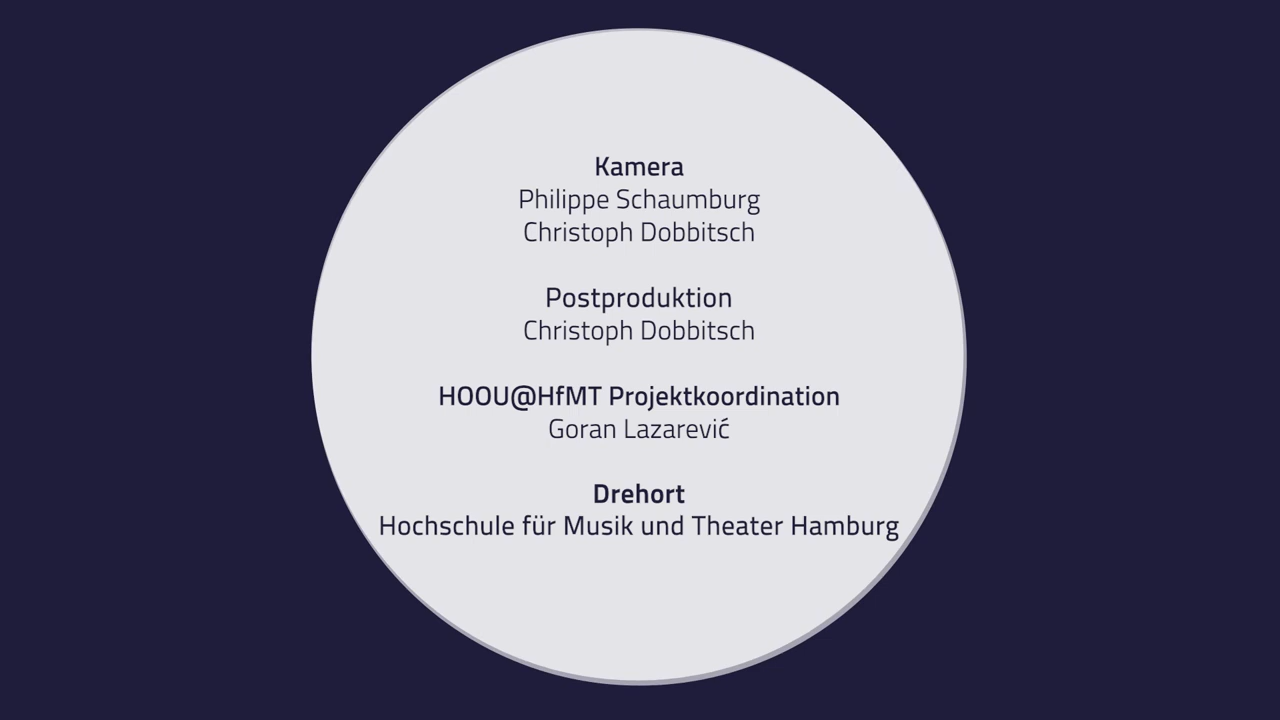 Kamera
Philippe Schaumburg
Christoph Dobbitsch
Postproduktion
Christoph Dobbitsch
HOOU@HfMT Projektkoordination
Goran Lazarević
Drehort
Hochschule für Musik und Theater Hamburg